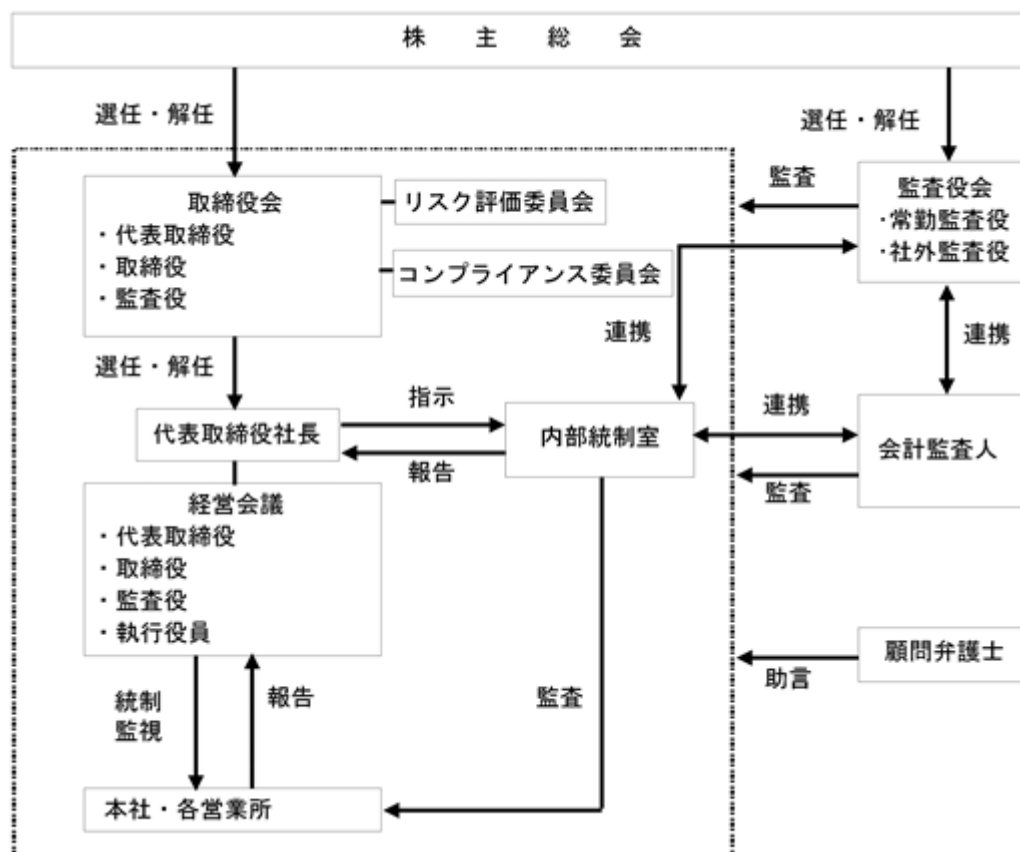 株 主 総 会
選任・解任
選任・解任
取締役会
・代表取締役
・取締役
・監査役
リスク評価委員会
コンプライアンス委員会
監査
監査役会
・常勤監査役
・社外監査役
連携
連携
選任・解任
代表取締役社長
指示
報告
内部統制室
連携
監査
会計監査人
経営会議
・代表取締役
・取締役
・監査役
・執行役員
統制
監視
報告
監査
助言
顧問弁護士
本社・各営業所